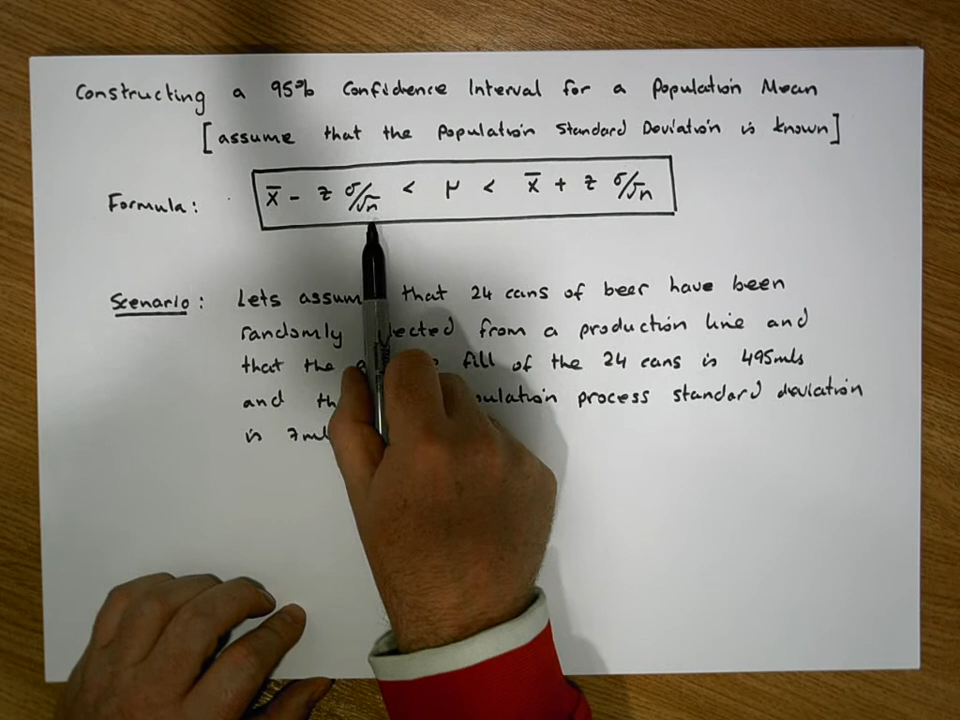 Constructing a 95% Confidence Interval for a Population Mean
[assume that the Population Standard Deviation is known]
Formula: x̄ - z σ/√n < μ < x̄ + z σ/√n
Scenario: Lets assum that 24 cans of beer have been
randomly lected from a production line and
that the fill of the 24 cans is 495mls
and th ulation process standard deviation
is 7ml